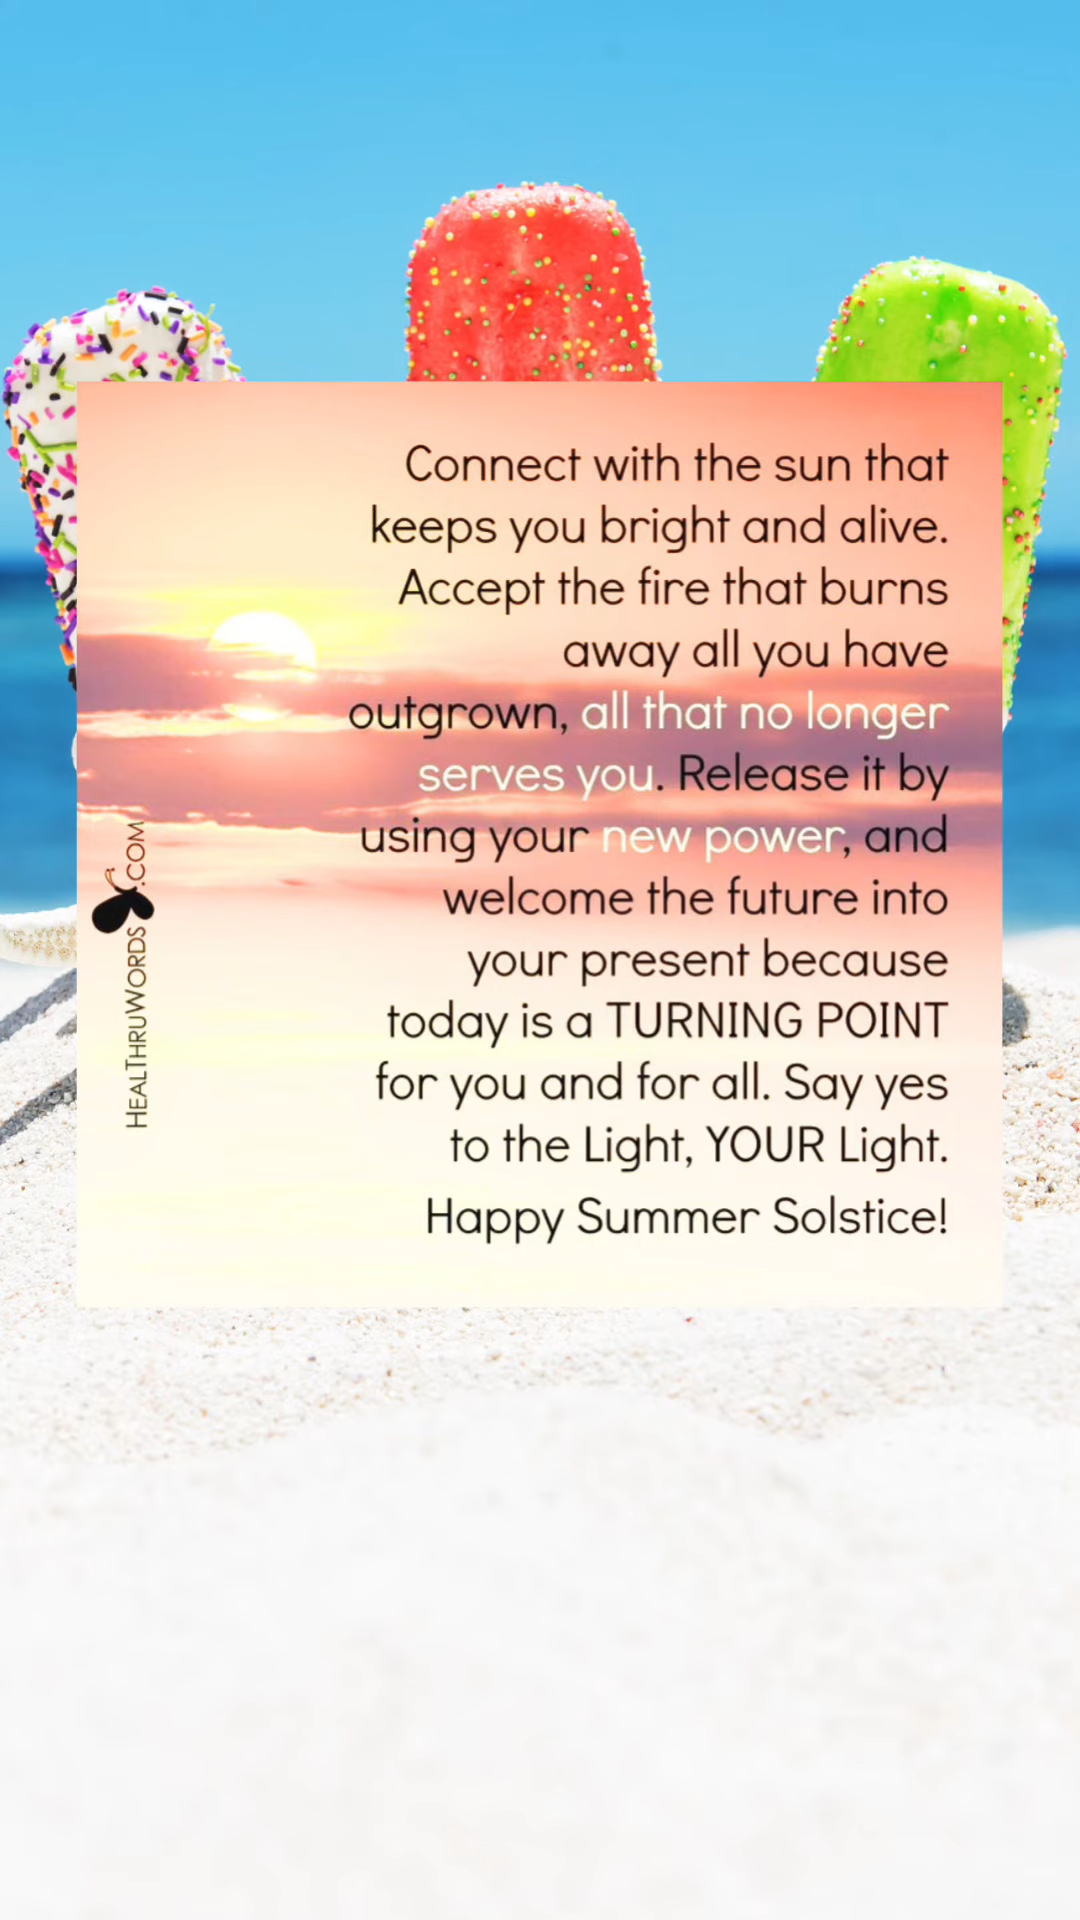 Connect with the sun that
keeps you bright and alive.
Accept the fire that burns
away all you have
outgrown, all that no longer
serves you. Release it by
using your new power, and
welcome the future into
your present because
today is a TURNING POINT
for you and for all. Say yes
to the Light, YOUR Light.
Happy Summer Solstice!
HEALTHRUWORDS.COM